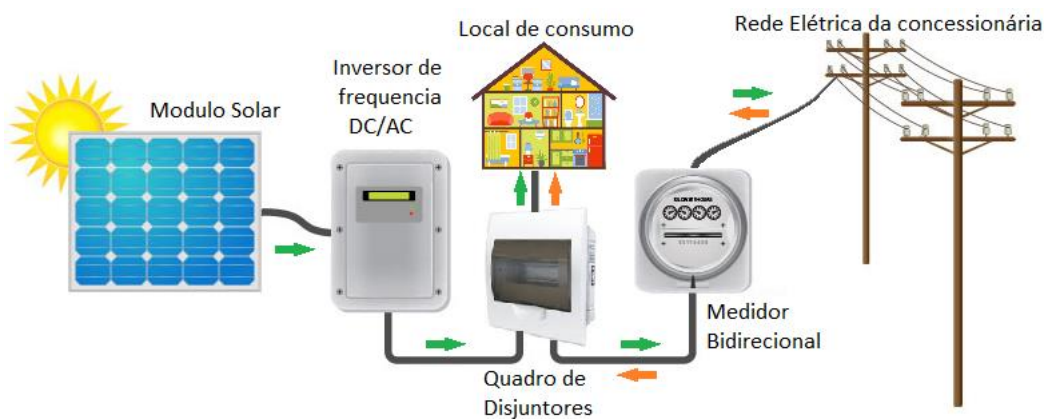 Local de consumo
Rede Elétrica da concessionária
Inversor de
frequencia
DC/AC
Modulo Solar
Medidor
Bidirecional
Quadro de
Disjuntores